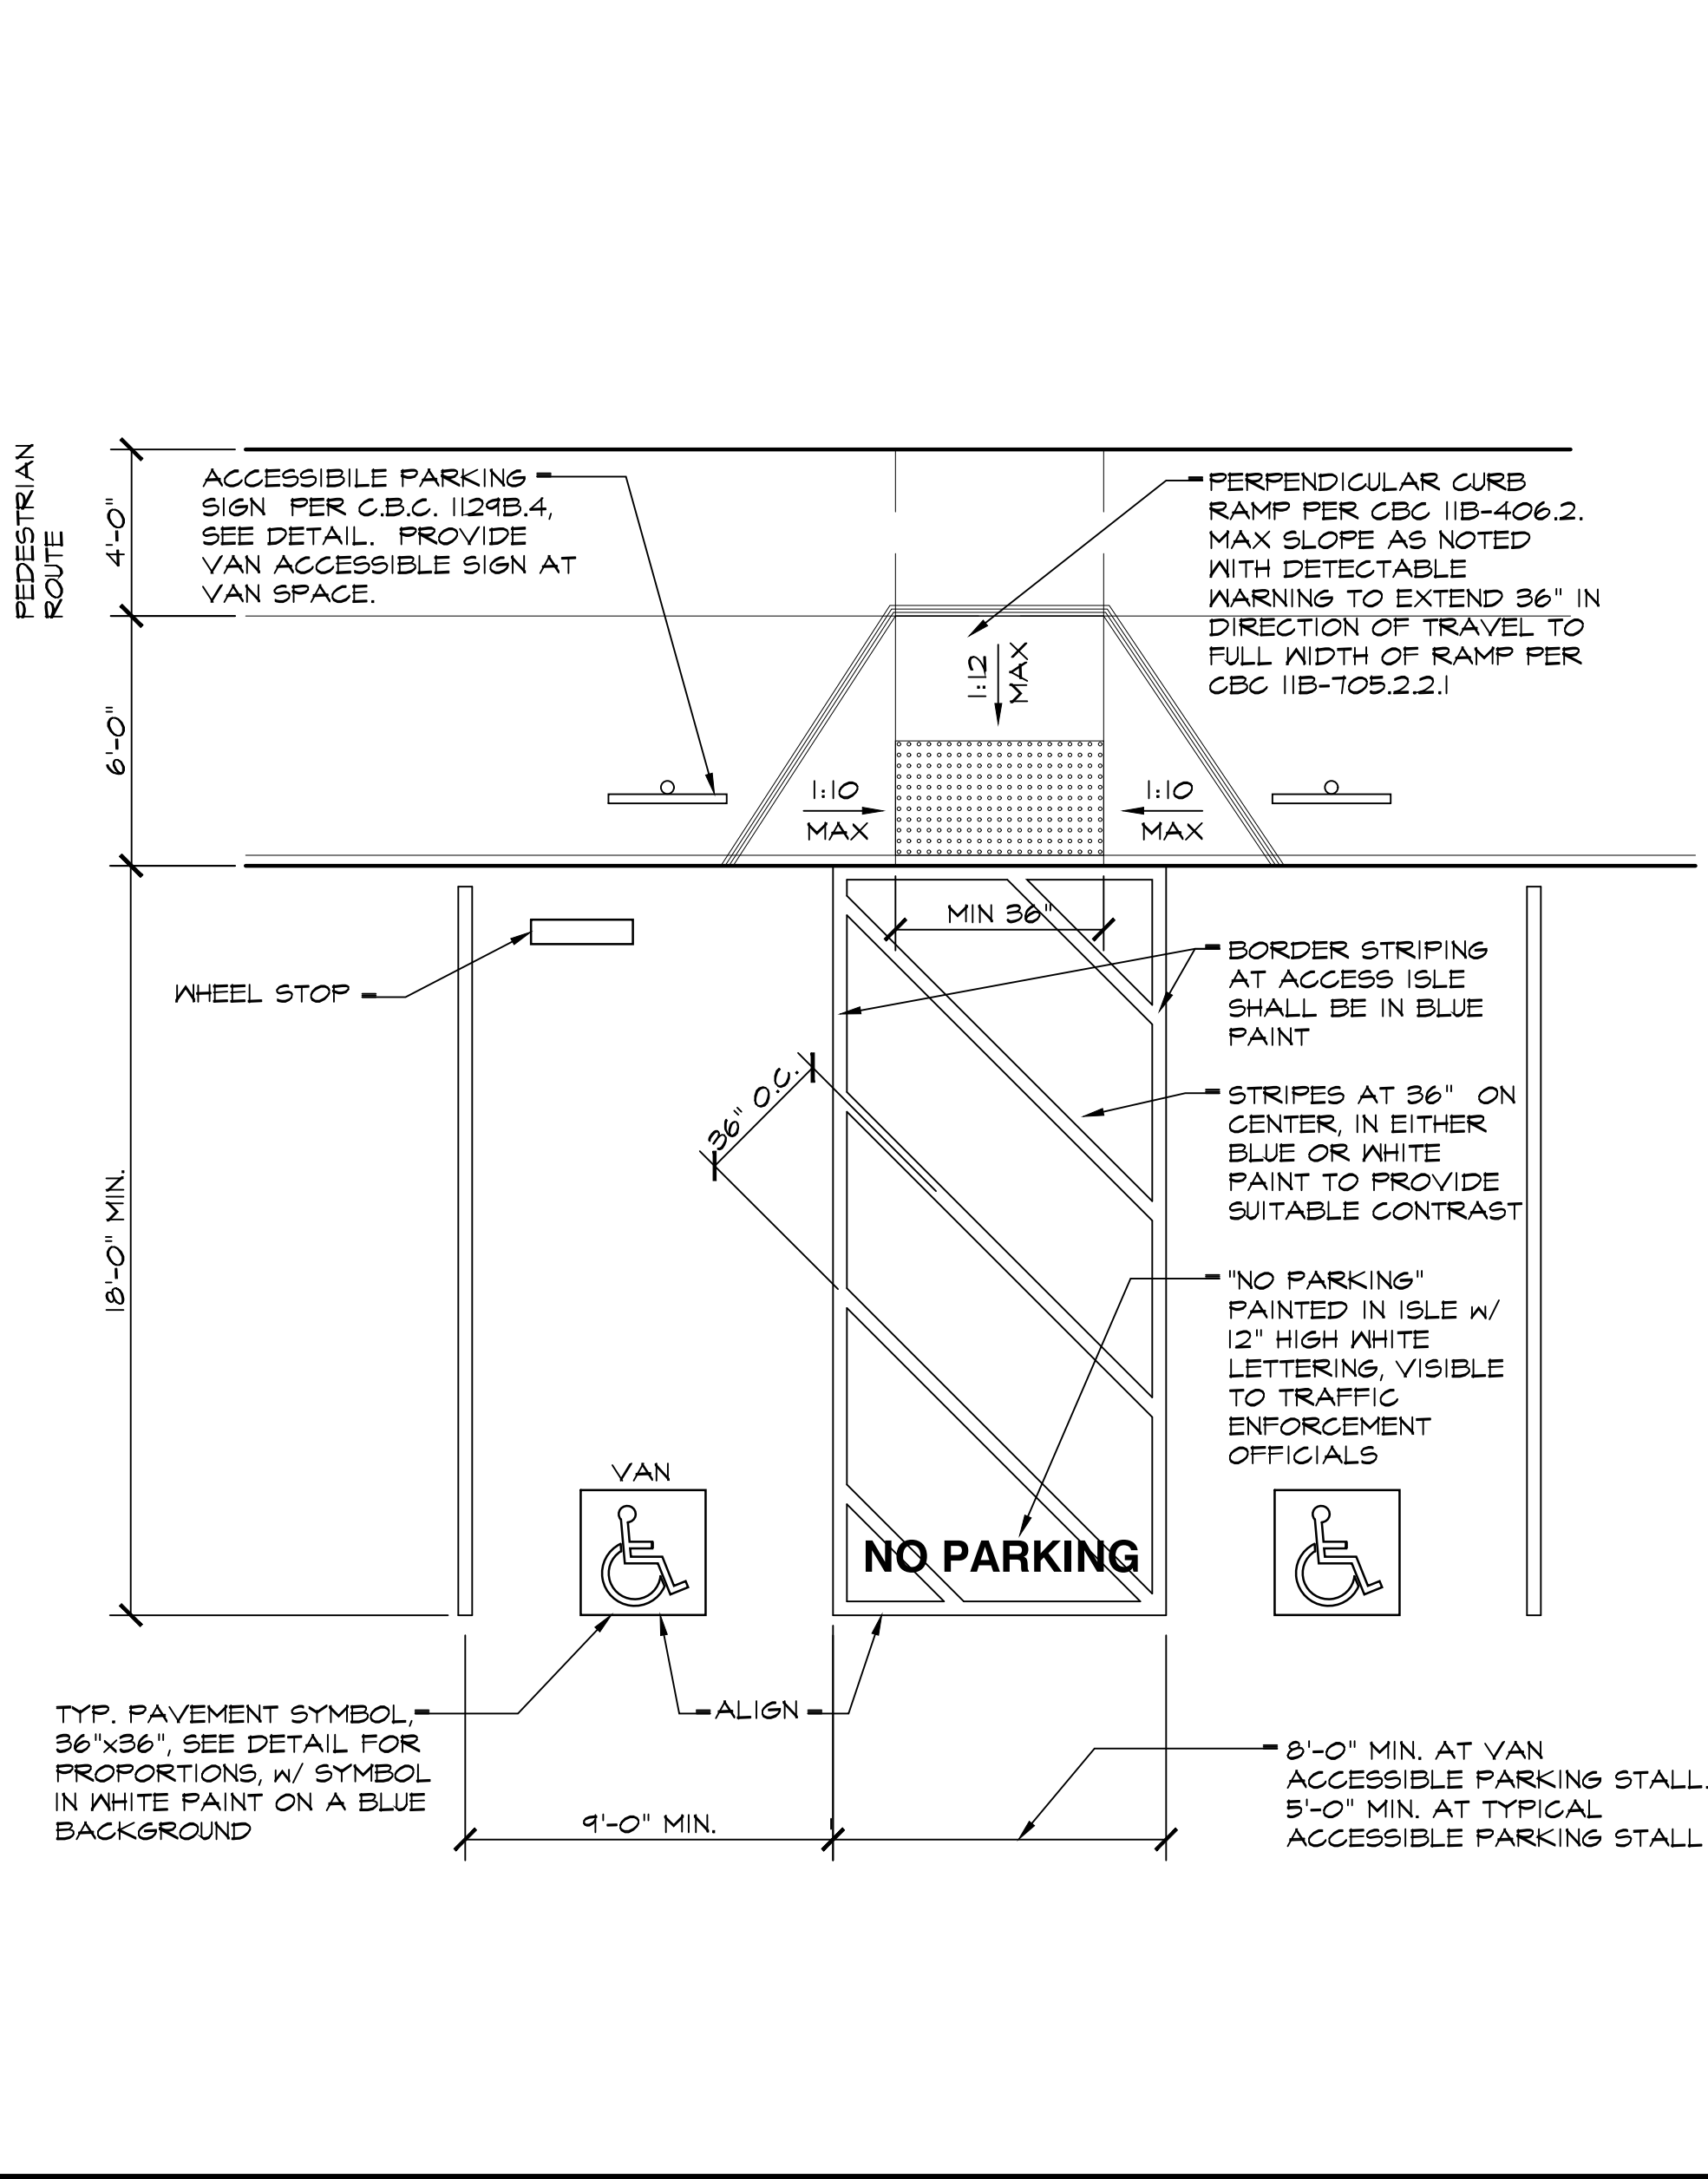 PEDESTRIAN
ROUTE
4'-0"
6'-0"
18'-0" MIN.
ACCESSIBILE PARKING
SIGN PER C.B.C. 1129B.4,
SEE DETAIL. PROVIDE
VAN ACCESSIBLE SIGN AT
VAN SPACE.
PERPENDICULAR CURB
RAMP PER CBC 11B-406.2.
MAX SLOPE AS NOTED
WITH DETECTABLE
WARNING TO EXTEND 36" IN
DIRECTION OF TRAVEL TO
FULL WIDTH OF RAMP PER
CBC 11B-705.2.2.1
1:12
MAX
1:10
MAX
1:10
MAX
MIN 36"
WHEEL STOP
BORDER STRIPING
AT ACCESS ISLE
SHALL BE IN BLUE
PAINT
36" O.C.
STRIPES AT 36" ON
CENTER, IN EITHER
BLUE OR WHITE
PAINT TO PROVIDE
SUITABLE CONTRAST
"NO PARKING"
PAINTED IN ISLE w/
12" HIGH WHITE
LETTERING, VISIBLE
TO TRAFFIC
ENFORCEMENT
OFFICIALS
VAN
NO PARKING
TYP. PAVEMENT SYMBOL,
36"x36", SEE DETAIL FOR
PROPORTIONS, w/ SYMBOL
IN WHITE PAINT ON A BLUE
BACKGROUND
ALIGN
9'-0" MIN.
8'-0" MIN. AT VAN
ACCESSIBLE PARKING STALL.
5'-0" MIN. AT TYPICAL
ACCESSIBLE PARKING STALL